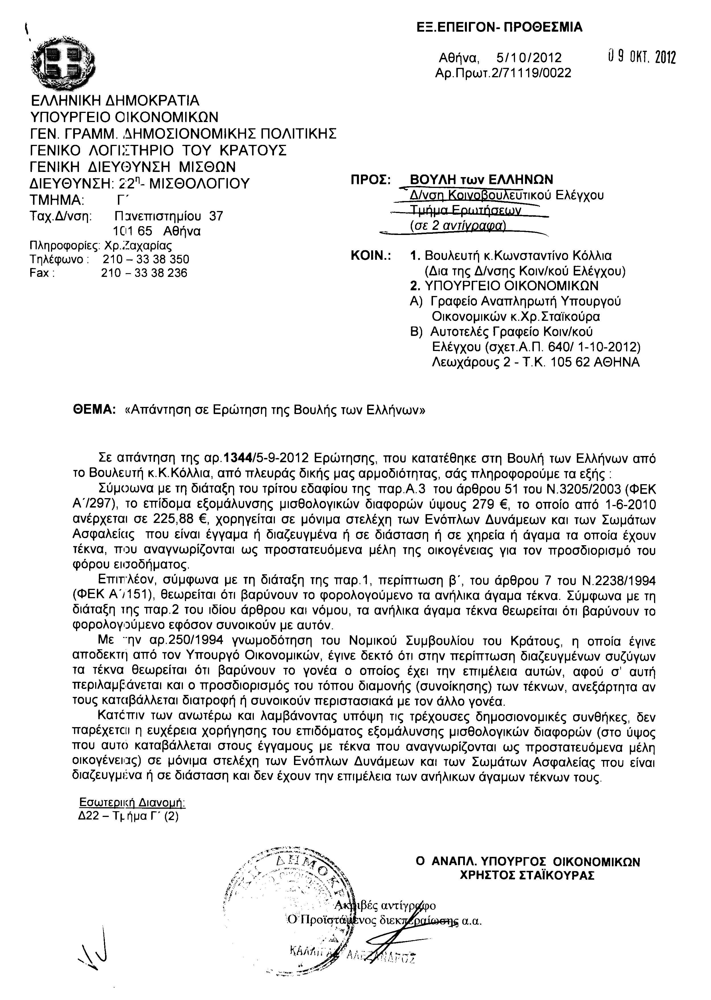 ΕΞ.ΕΠΕΙΓΟΝ- ΠΡΟΘΕΣΜΙΑ
Αθήνα, 5/10/2012
09 ΟΚΤ. 2012
Αρ.Πρωτ.2/71119/0022
ΕΛΛΗΝΙΚΗ ΔΗΜΟΚΡΑΤΙΑ
ΥΠΟΥΡΓΕΙΟ ΟΙΚΟΝΟΜΙΚΩΝ
ΓΕΝ. ΓΡΑΜΜ. ΔΗΜΟΣΙΟΝΟΜΙΚΗΣ ΠΟΛΙΤΙΚΗΣ
ΓΕΝΙΚΟ ΛΟΓΙΣΤΗΡΙΟ ΤΟΥ ΚΡΑΤΟΥΣ
ΓΕΝΙΚΗ ΔΙΕΥΘΥΝΣΗ ΜΙΣΘΩΝ
ΔΙΕΥΘΥΝΣΗ: 22η- ΜΙΣΘΟΛΟΓΙΟΥ
ΤΜΗΜΑ: Γ΄
Ταχ.Δ/νση: Πανεπιστημίου 37
101 65 Αθήνα
Πληροφορίες: Χρ.Ζαχαρίας
Τηλέφωνο : 210 – 33 38 350
Fax : 210 – 33 38 236
ΠΡΟΣ: ΒΟΥΛΗ των ΕΛΛΗΝΩΝ
Δ/νση Κοινοβουλευτικού Ελέγχου
Τμήμα Ερωτήσεων
(σε 2 αντίγραφα)
ΚΟΙΝ.: 1. Βουλευτή κ.Κωνσταντίνο Κόλλια
(Δια της Δ/νσης Κοιν/κού Ελέγχου)
2. ΥΠΟΥΡΓΕΙΟ ΟΙΚΟΝΟΜΙΚΩΝ
Α) Γραφείο Αναπληρωτή Υπουργού
Οικονομικών κ.Χρ.Σταϊκούρα
Β) Αυτοτελές Γραφείο Κοιν/κού
Ελέγχου (σχετ.Α.Π. 640/ 1-10-2012)
Λεωχάρους 2 - Τ.Κ. 105 62 ΑΘΗΝΑ
ΘΕΜΑ: «Απάντηση σε Ερώτηση της Βουλής των Ελλήνων»
Σε απάντηση της αρ.1344/5-9-2012 Ερώτησης, που κατατέθηκε στη Βουλή των Ελλήνων από
το Βουλευτή κ.Κ.Κόλλια, από πλευράς δικής μας αρμοδιότητας, σάς πληροφορούμε τα εξής :
Σύμφωνα με τη διάταξη του τρίτου εδαφίου της παρ.Α.3 του άρθρου 51 του Ν.3205/2003 (ΦΕΚ
Α΄/297), το επίδομα εξομάλυνσης μισθολογικών διαφορών ύψους 279 €, το οποίο από 1-6-2010
ανέρχεται σε 225,88 €, χορηγείται σε μόνιμα στελέχη των Ενόπλων Δυνάμεων και των Σωμάτων
Ασφαλείας που είναι έγγαμα ή διαζευγμένα ή σε διάσταση ή σε χηρεία ή άγαμα τα οποία έχουν
τέκνα, που αναγνωρίζονται ως προστατευόμενα μέλη της οικογένειας για τον προσδιορισμό του
φόρου εισοδήματος.
Επιπλέον, σύμφωνα με τη διάταξη της παρ.1, περίπτωση β΄, του άρθρου 7 του Ν.2238/1994
(ΦΕΚ Α΄/151), θεωρείται ότι βαρύνουν το φορολογούμενο τα ανήλικα άγαμα τέκνα. Σύμφωνα με τη
διάταξη της παρ.2 του ιδίου άρθρου και νόμου, τα ανήλικα άγαμα τέκνα θεωρείται ότι βαρύνουν το
φορολογούμενο εφόσον συνοικούν με αυτόν.
Με την αρ.250/1994 γνωμοδότηση του Νομικού Συμβουλίου του Κράτους, η οποία έγινε
αποδεκτή από τον Υπουργό Οικονομικών, έγινε δεκτό ότι στην περίπτωση διαζευγμένων συζύγων
τα τέκνα θεωρείται ότι βαρύνουν το γονέα ο οποίος έχει την επιμέλεια αυτών, αφού σ' αυτή
περιλαμβάνεται και ο προσδιορισμός του τόπου διαμονής (συνοίκησης) των τέκνων, ανεξάρτητα αν
τους καταβάλλεται διατροφή ή συνοικούν περιστασιακά με τον άλλο γονέα.
Κατόπιν των ανωτέρω και λαμβάνοντας υπόψη τις τρέχουσες δημοσιονομικές συνθήκες, δεν
παρέχεται η ευχέρεια χορήγησης του επιδόματος εξομάλυνσης μισθολογικών διαφορών (στο ύψος
που αυτό καταβάλλεται στους έγγαμους με τέκνα που αναγνωρίζονται ως προστατευόμενα μέλη
οικογένειας) σε μόνιμα στελέχη των Ενόπλων Δυνάμεων και των Σωμάτων Ασφαλείας που είναι
διαζευγμένα ή σε διάσταση και δεν έχουν την επιμέλεια των ανήλικων άγαμων τέκνων τους.
Εσωτερική Διανομή:
Δ22 – Τμήμα Γ΄ (2)
Ο ΑΝΑΠΛ. ΥΠΟΥΡΓΟΣ ΟΙΚΟΝΟΜΙΚΩΝ
ΧΡΗΣΤΟΣ ΣΤΑΪΚΟΥΡΑΣ
Ακριβές αντίγραφο
Ο Προϊστάμενος διεκπεραίωσης α.α.
ΑΛΕΞΑΝΔΡΟΣ